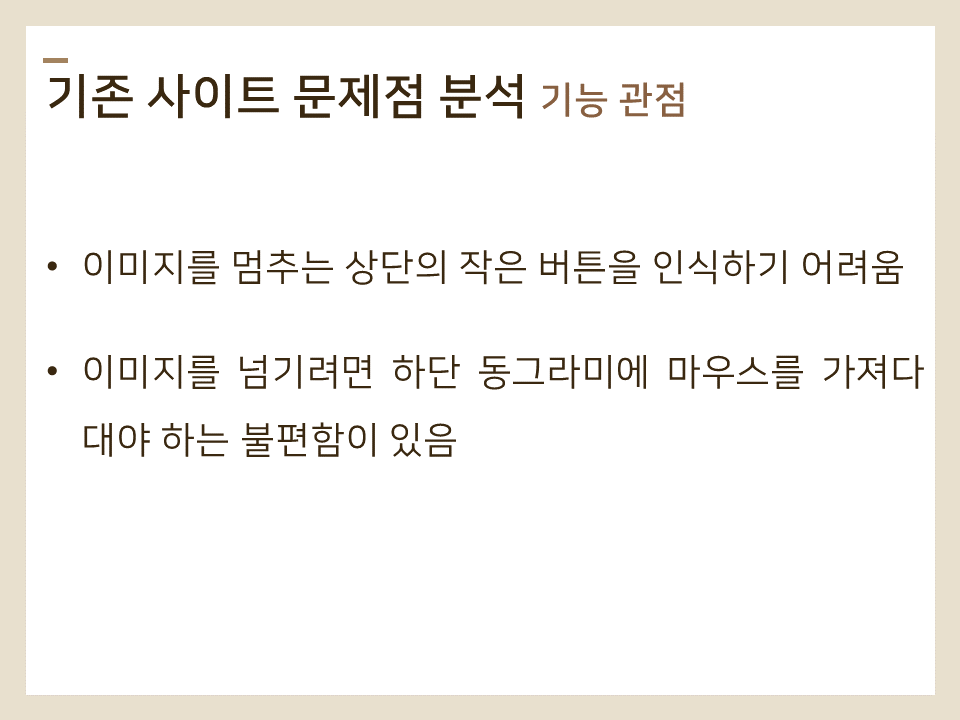 기존 사이트 문제점 분석 기능 관점
• 이미지를 멈추는 상단의 작은 버튼을 인식하기 어려움
• 이미지를 넘기려면 하단 동그라미에 마우스를 가져다
대야 하는 불편함이 있음